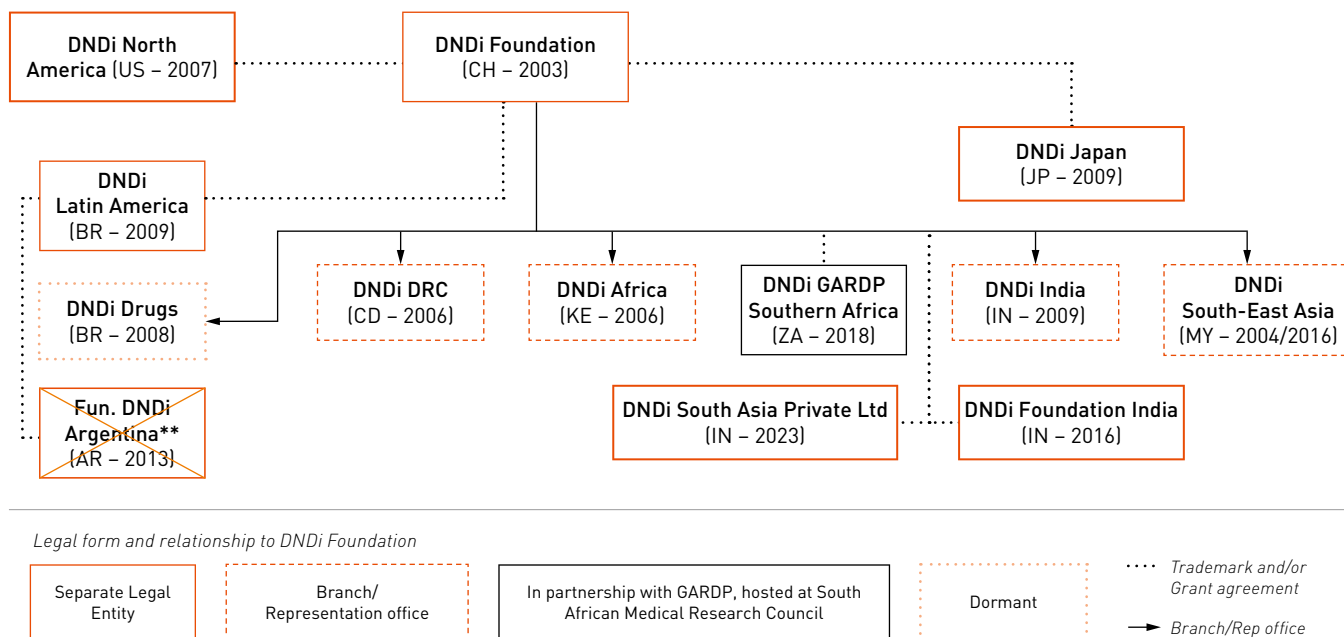 DNDi North
America (US – 2007)
DNDi Foundation
(CH – 2003)
DNDi Japan
(JP – 2009)
DNDi
Latin America
(BR – 2009)
DNDi Drugs
(BR – 2008)
DNDi DRC
(CD – 2006)
DNDi Africa
(KE – 2006)
DNDi GARDP
Southern Africa
(ZA – 2018)
DNDi India
(IN – 2009)
DNDi
South-East Asia
(MY – 2004/2016)
Fun. DNDi
Argentina**
(AR – 2013)
DNDi South Asia Private Ltd
(IN – 2023)
DNDi Foundation India
(IN – 2016)
Legal form and relationship to DNDi Foundation
Separate Legal
Entity
Branch/
Representation office
In partnership with GARDP, hosted at South
African Medical Research Council
Dormant
Trademark and/or
Grant agreement
Branch/Rep office